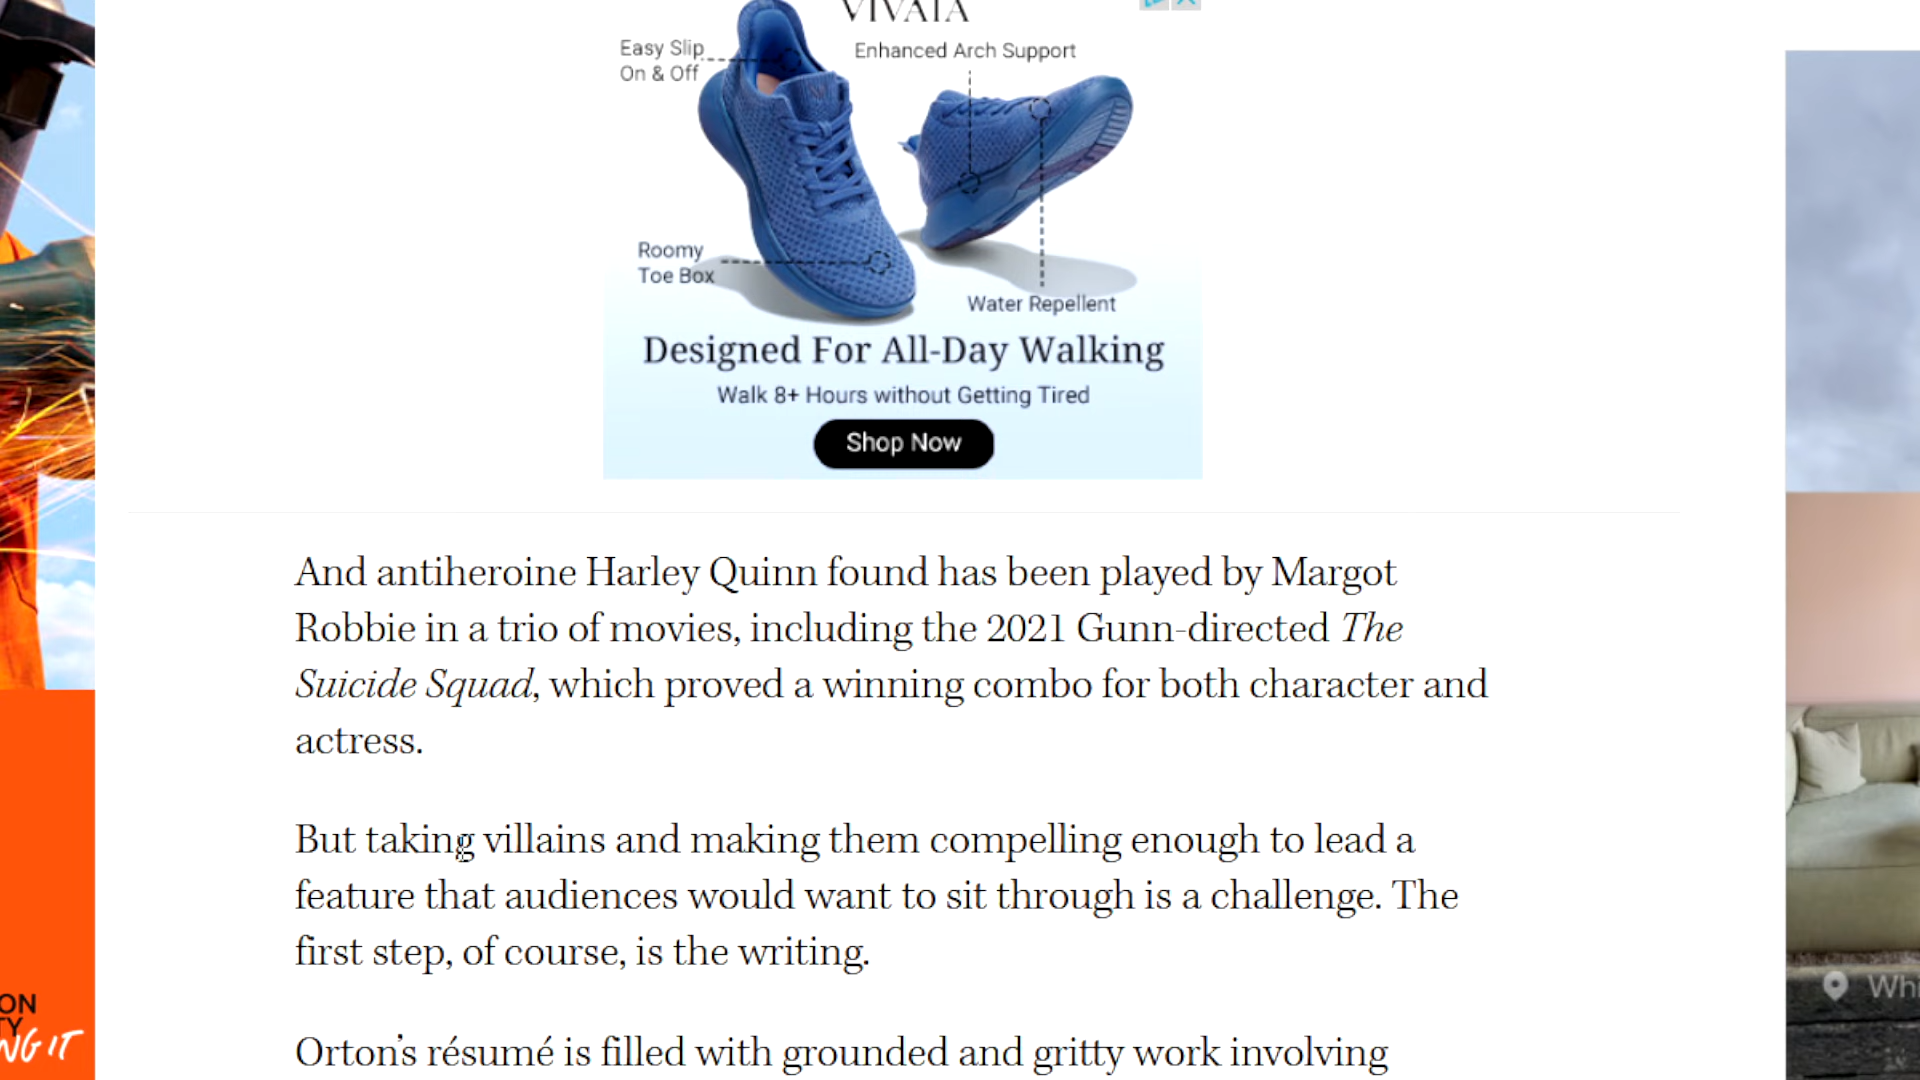 VIVAIA
Easy Slip
On & Off
Enhanced Arch Support
Roomy
Toe Box
Water Repellent
Designed For All-Day Walking
Walk 8+ Hours without Getting Tired
Shop Now
And antiheroine Harley Quinn found has been played by Margot
Robbie in a trio of movies, including the 2021 Gunn-directed The
Suicide Squad, which proved a winning combo for both character and
actress.
But taking villains and making them compelling enough to lead a
feature that audiences would want to sit through is a challenge. The
first step, of course, is the writing.
Orton’s résumé is filled with grounded and gritty work involving
ON
TY
NG IT
Whi